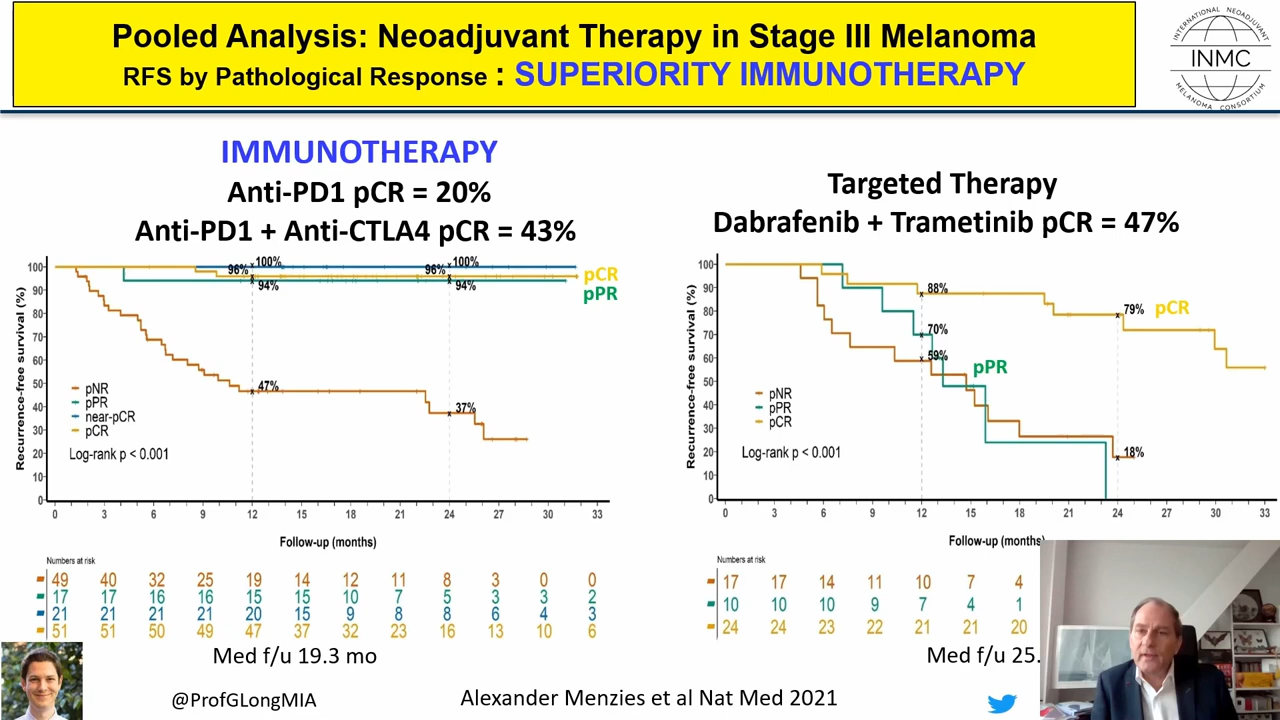 Pooled Analysis: Neoadjuvant Therapy in Stage III Melanoma
RFS by Pathological Response : SUPERIORITY IMMUNOTHERAPY
INTERNATIONAL NEOADJUVANT
INMC
MELANOMA CONSORTIUM
IMMUNOTHERAPY
Anti-PD1 pCR = 20%
Anti-PD1 + Anti-CTLA4 pCR = 43%
Recurrence-free survival (%)
100
90
80
70
60
50
40
30
20
10
0
96%
100%
94%
96%
100%
94%
47%
37%
pCR
pPR
pNR
pPR
near-pCR
pCR
Log-rank p < 0.001
0 3 6 9 12 15 18 21 24 27 30 33
Follow-up (months)
Numbers at risk
49 40 32 25 19 14 12 11 8 3 0 0
17 17 16 16 15 15 10 7 5 3 3 2
21 21 21 21 20 15 9 8 8 6 4 3
51 51 50 49 47 37 32 23 16 13 10 6
Med f/u 19.3 mo
Targeted Therapy
Dabrafenib + Trametinib pCR = 47%
Recurrence-free survival (%)
100
90
80
70
60
50
40
30
20
10
0
88%
70%
59%
79%
18%
pCR
pPR
pNR
pPR
pCR
Log-rank p < 0.001
0 3 6 9 12 15 18 21 24 27 30 33
Follow-up (months)
Numbers at risk
17 17 14 11 10 7 4
10 10 10 9 7 4 1
24 24 23 22 21 21 20
Med f/u 25.
@ProfGLongMIA
Alexander Menzies et al Nat Med 2021